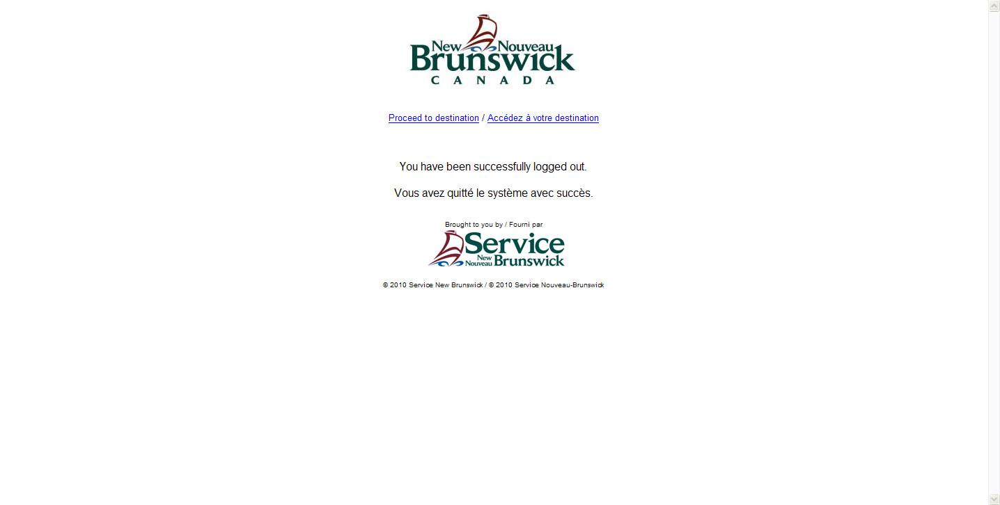 New Nouveau
Brunswick
CANADA
Proceed to destination / Accédez à votre destination
You have been successfully logged out.
Vous avez quitté le système avec succès.
Brought to you by / Fourni par
Service
New
Nouveau Brunswick
© 2010 Service New Brunswick / © 2010 Service Nouveau-Brunswick